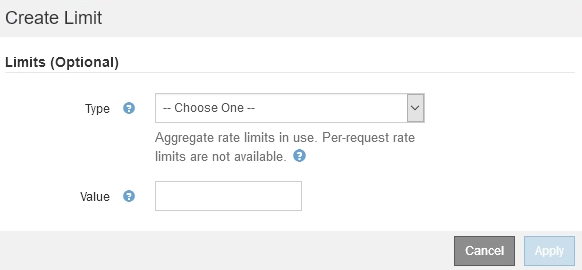 Create Limit
Limits (Optional)
Type
-- Choose One --
Aggregate rate limits in use. Per-request rate
limits are not available.
Value
Cancel
Apply